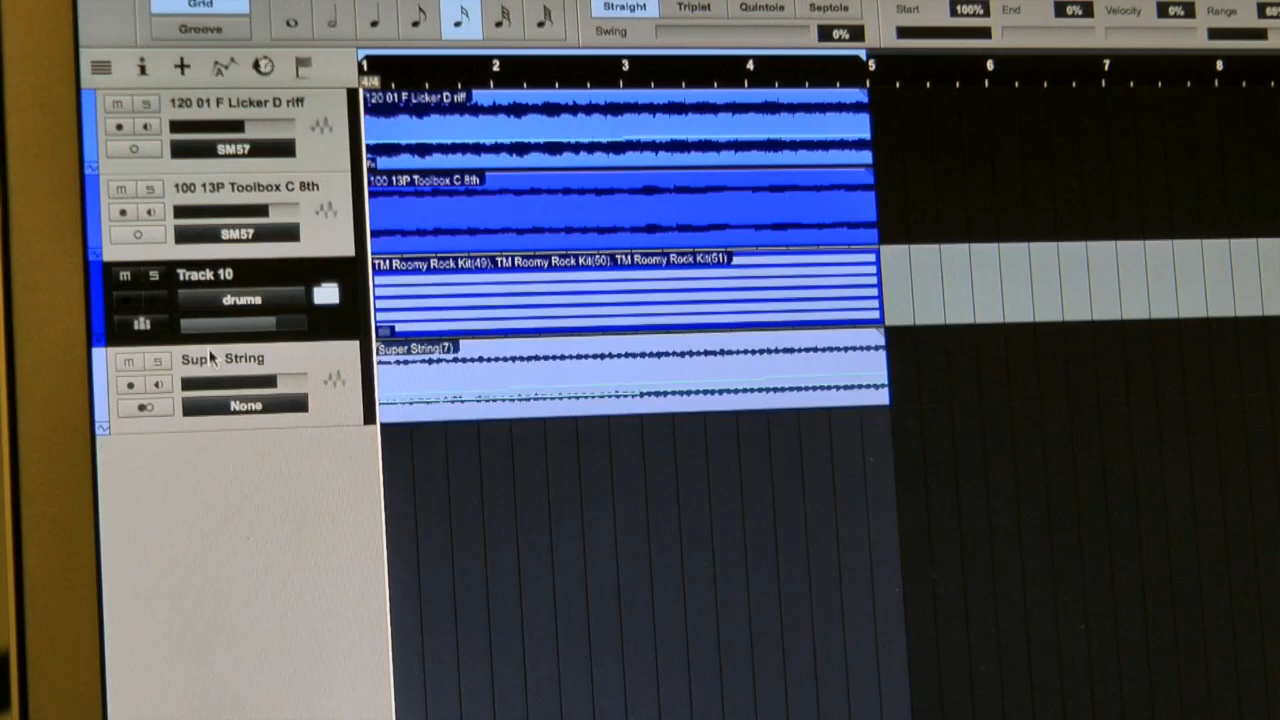 Grid
Groove
Straight Triplet Quintole Septole
Swing 0%
Start 100% End 0% Velocity 0% Range
1 2 3 4 5 6 7 8
4/4
m s 120 01 F Licker D riff
SM57
120 01 F Licker D riff
m s 100 13P Toolbox C 8th
SM57
100 13P Toolbox C 8th
m s Track 10
drums
TM Roomy Rock Kit(49), TM Roomy Rock Kit(50), TM Roomy Rock Kit(51)
m s Super String
None
Super String(7)